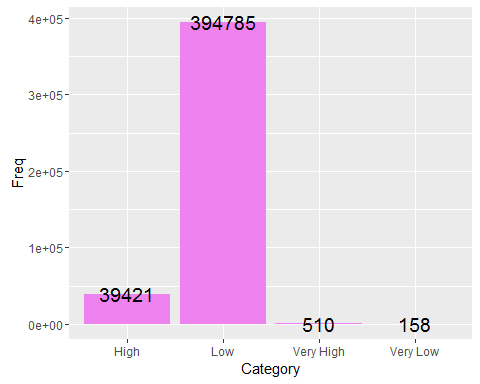 4e+05
3e+05
2e+05
1e+05
0e+00
Freq
394785
39421
510
158
High
Low
Very High
Very Low
Category